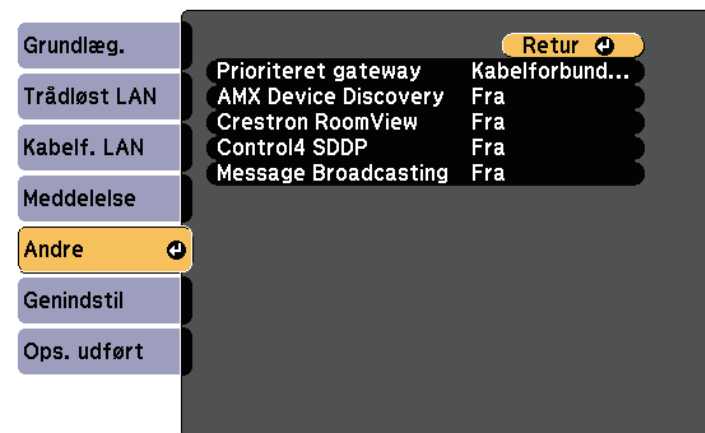 Grundlæg.
Trådløst LAN
Kabelf. LAN
Meddelelse
Andre
Genindstil
Ops. udført
Retur
Prioriteret gateway Kabelforbund...
AMX Device Discovery Fra
Crestron RoomView Fra
Control4 SDDP Fra
Message Broadcasting Fra